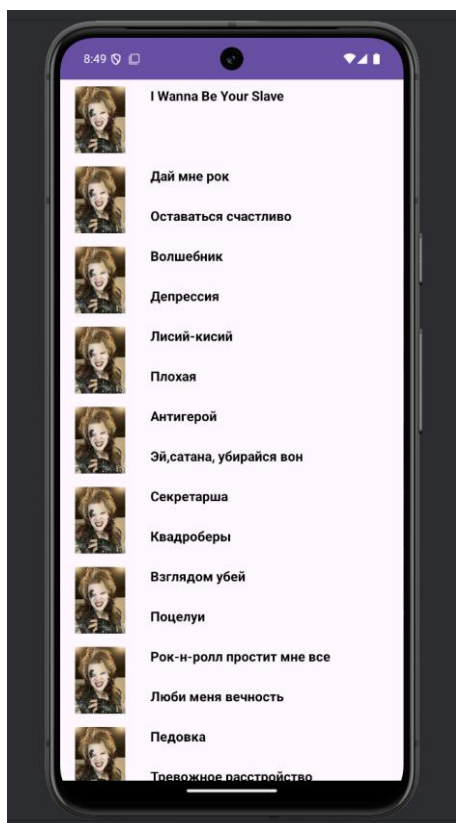 8:49
I Wanna Be Your Slave
Дай мне рок
Оставаться счастливо
Волшебник
Депрессия
Лисий-кисий
Плохая
Антигерой
Эй,сатана, убирайся вон
Секретарша
Квадроберы
Взглядом убей
Поцелуи
Рок-н-ролл простит мне все
Люби меня вечность
Педовка
Тревожное расстройство